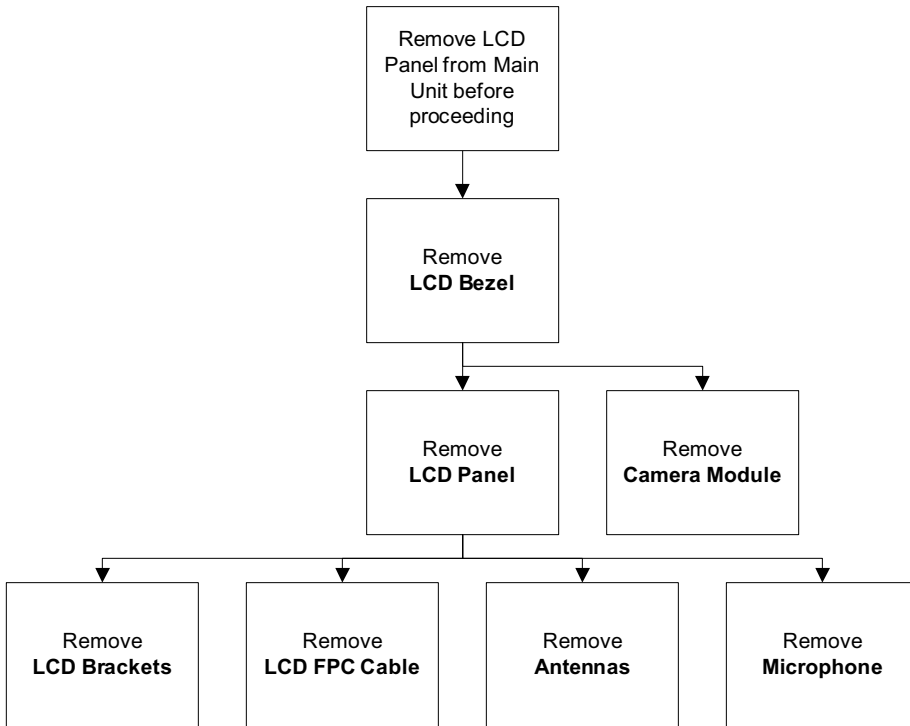 Remove LCD
Panel from Main
Unit before
proceeding
Remove
LCD Bezel
Remove
LCD Panel
Remove
Camera Module
Remove
LCD Brackets
Remove
LCD FPC Cable
Remove
Antennas
Remove
Microphone